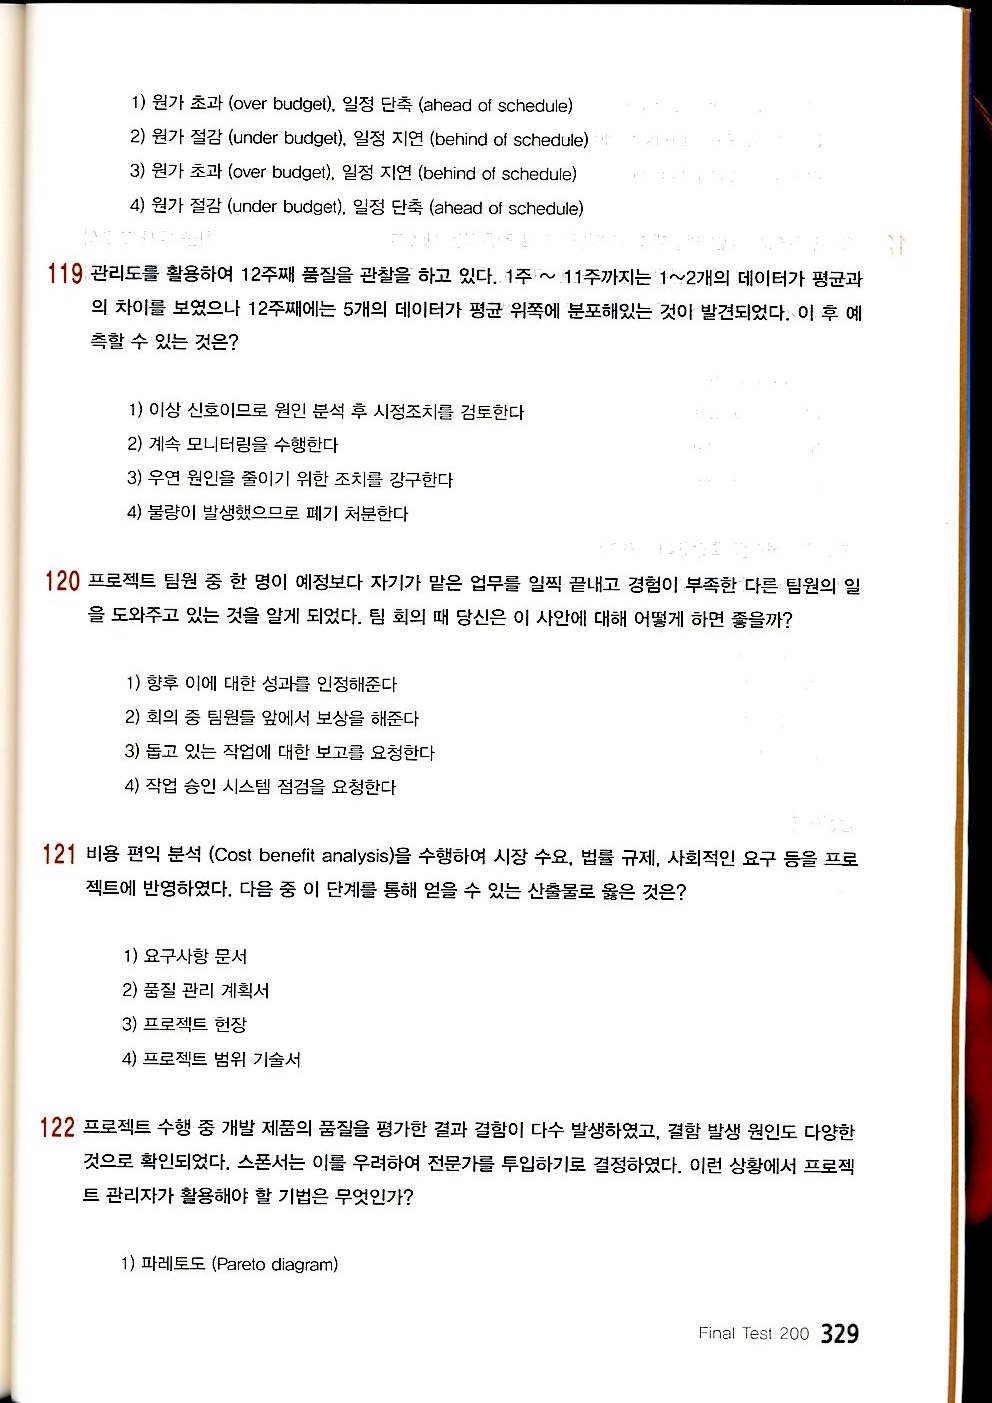 1) 원가 초과 (over budget), 일정 단축 (ahead of schedule)
2) 원가 절감 (under budget), 일정 지연 (behind of schedule)
3) 원가 초과 (over budget), 일정 지연 (behind of schedule)
4) 원가 절감 (under budget), 일정 단축 (ahead of schedule)
119 관리도를 활용하여 12주째 품질을 관찰을 하고 있다. 1주 ~ 11주까지는 1~2개의 데이터가 평균과
의 차이를 보였으나 12주째에는 5개의 데이터가 평균 위쪽에 분포해있는 것이 발견되었다. 이 후 예
측할 수 있는 것은?
1) 이상 신호이므로 원인 분석 후 시정조치를 검토한다
2) 계속 모니터링을 수행한다
3) 우연 원인을 줄이기 위한 조치를 강구한다
4) 불량이 발생했으므로 폐기 처분한다
120 프로젝트 팀원 중 한 명이 예정보다 자기가 맡은 업무를 일찍 끝내고 경험이 부족한 다른 팀원의 일
을 도와주고 있는 것을 알게 되었다. 팀 회의 때 당신은 이 사안에 대해 어떻게 하면 좋을까?
1) 향후 이에 대한 성과를 인정해준다
2) 회의 중 팀원들 앞에서 보상을 해준다
3) 돕고 있는 작업에 대한 보고를 요청한다
4) 작업 승인 시스템 점검을 요청한다
121 비용 편익 분석 (Cost benefit analysis)을 수행하여 시장 수요, 법률 규제, 사회적인 요구 등을 프로
젝트에 반영하였다. 다음 중 이 단계를 통해 얻을 수 있는 산출물로 옳은 것은?
1) 요구사항 문서
2) 품질 관리 계획서
3) 프로젝트 헌장
4) 프로젝트 범위 기술서
122 프로젝트 수행 중 개발 제품의 품질을 평가한 결과 결함이 다수 발생하였고, 결함 발생 원인도 다양한
것으로 확인되었다. 스폰서는 이를 우려하여 전문가를 투입하기로 결정하였다. 이런 상황에서 프로젝
트 관리자가 활용해야 할 기법은 무엇인가?
1) 파레토도 (Pareto diagram)
Final Test 200 329